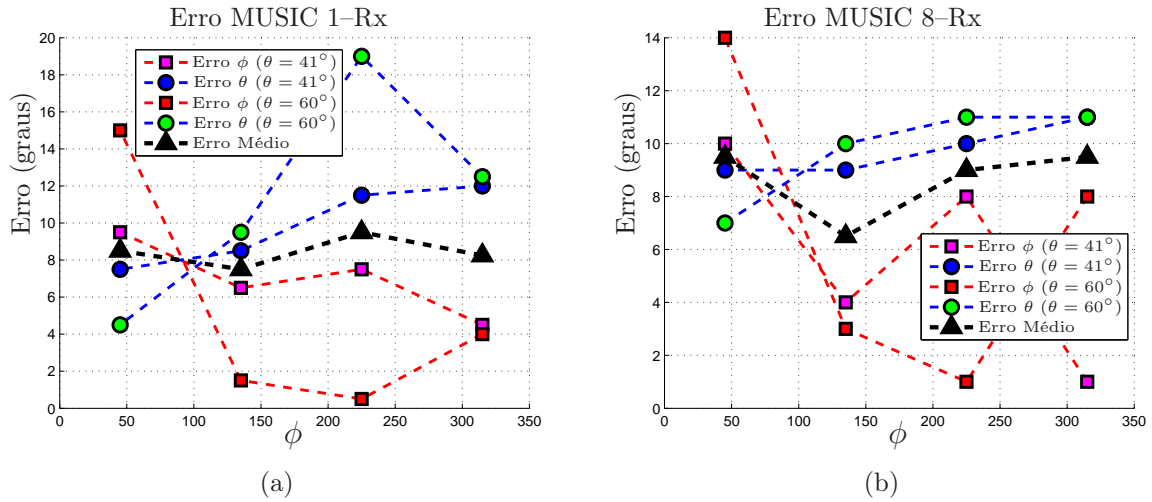 Erro MUSIC 1–Rx
20
18
16
14
12
10
8
6
4
2
0
Erro (graus)
Erro ϕ (θ = 41°)
Erro θ (θ = 41°)
Erro ϕ (θ = 60°)
Erro θ (θ = 60°)
Erro Médio
0 50 100 150 200 250 300 350
ϕ
(a)
Erro MUSIC 8–Rx
14
12
10
8
6
4
2
0
Erro (graus)
Erro ϕ (θ = 41°)
Erro θ (θ = 41°)
Erro ϕ (θ = 60°)
Erro θ (θ = 60°)
Erro Médio
0 50 100 150 200 250 300 350
ϕ
(b)